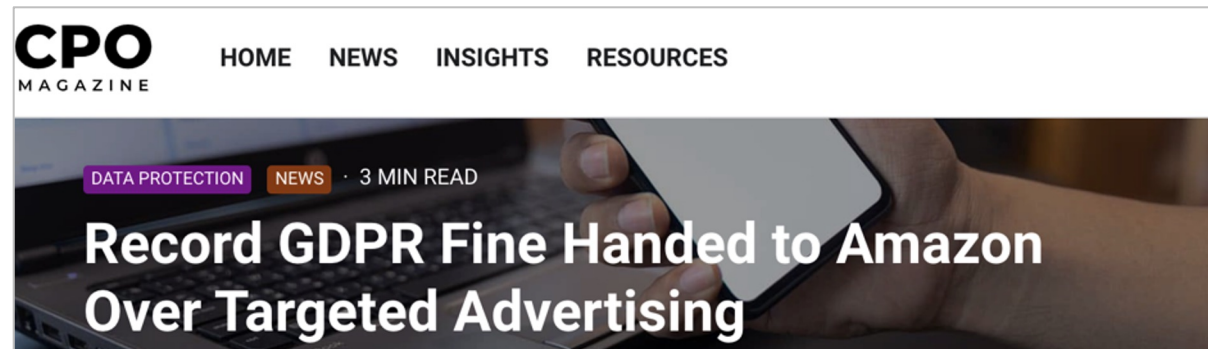 CPO
MAGAZINE
HOME NEWS INSIGHTS RESOURCES
DATA PROTECTION NEWS · 3 MIN READ
Record GDPR Fine Handed to Amazon
Over Targeted Advertising